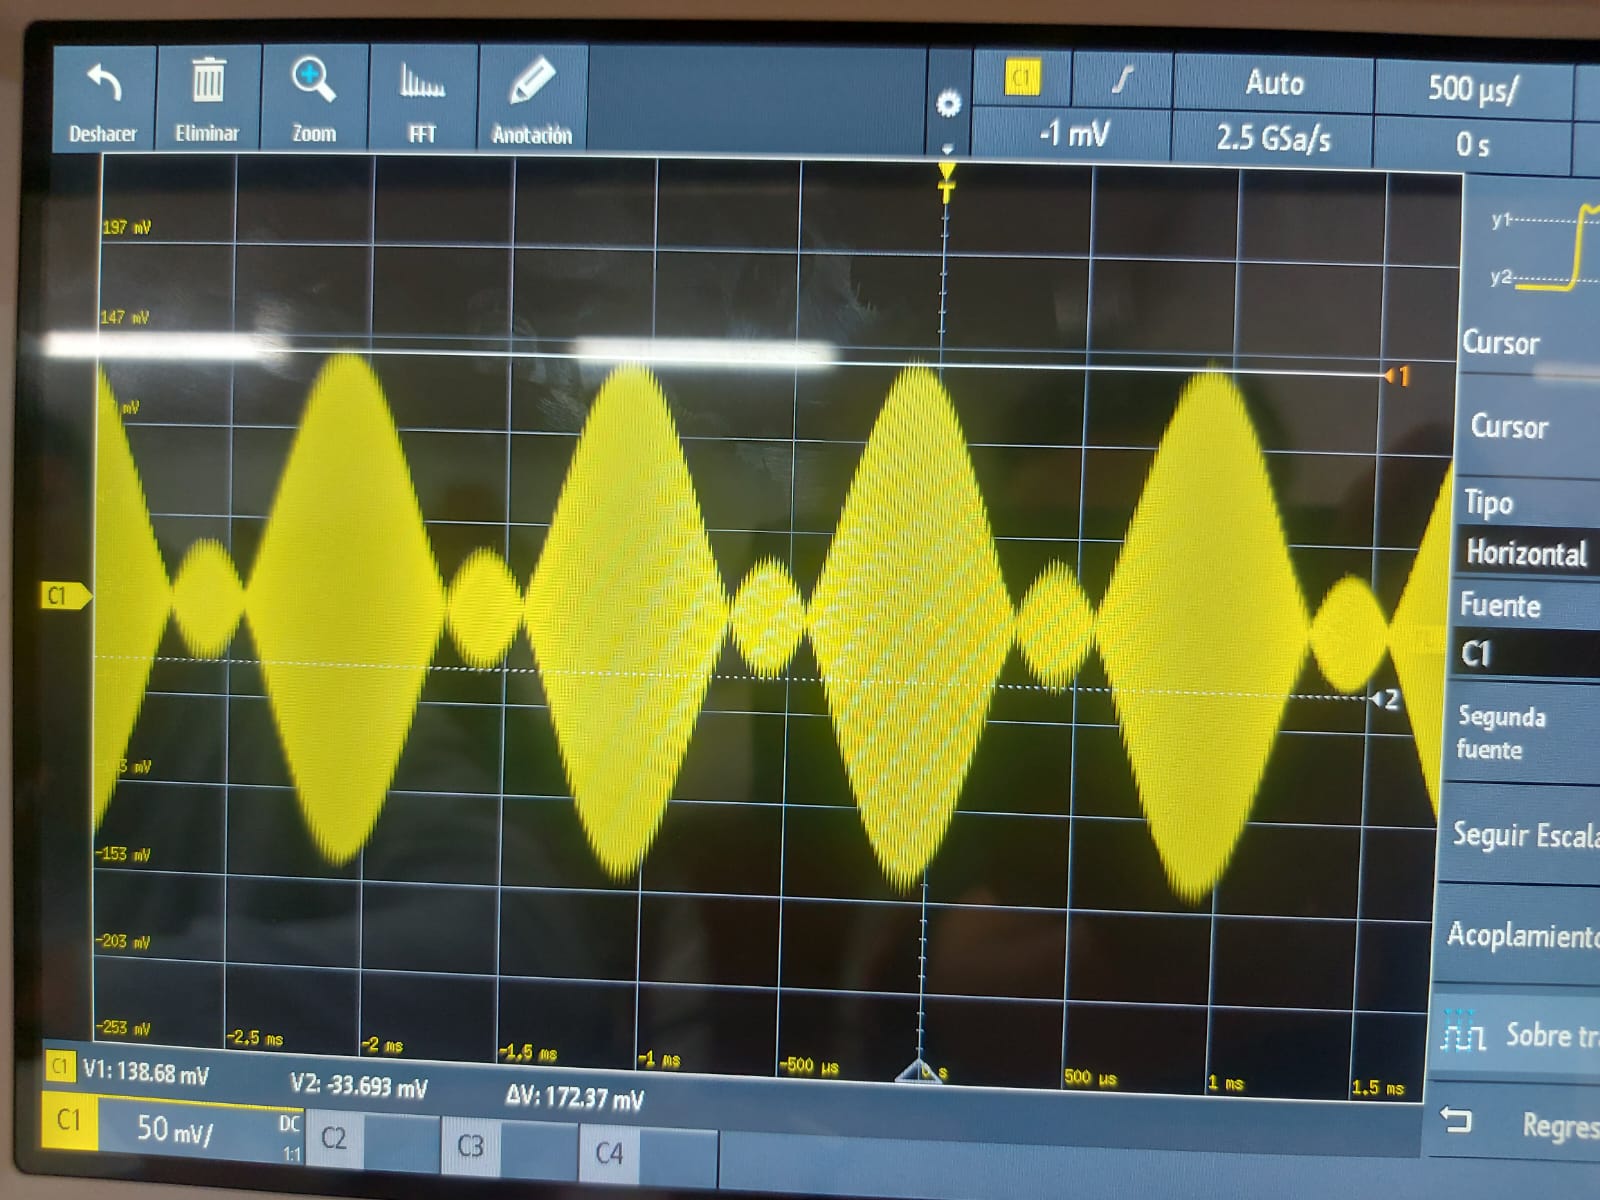 Deshacer
Eliminar
Zoom
FFT
Anotación
C1
Auto
500 µs/
-1 mV
2.5 GSa/s
0 s
T
197 mV
147 mV
mV
C1
3 mV
-153 mV
-203 mV
-253 mV
1
2
-2.5 ms
-2 ms
-1.5 ms
-1 ms
-500 µs
0 s
500 µs
1 ms
1.5 ms
y1
y2
Cursor
Cursor
Tipo
Horizontal
Fuente
C1
Segunda
fuente
Seguir Escala
Acoplamiento
Sobre tr
Regres
C1 V1: 138.68 mV V2: -33.693 mV ΔV: 172.37 mV
C1 50 mV/ DC
1:1
C2
C3
C4